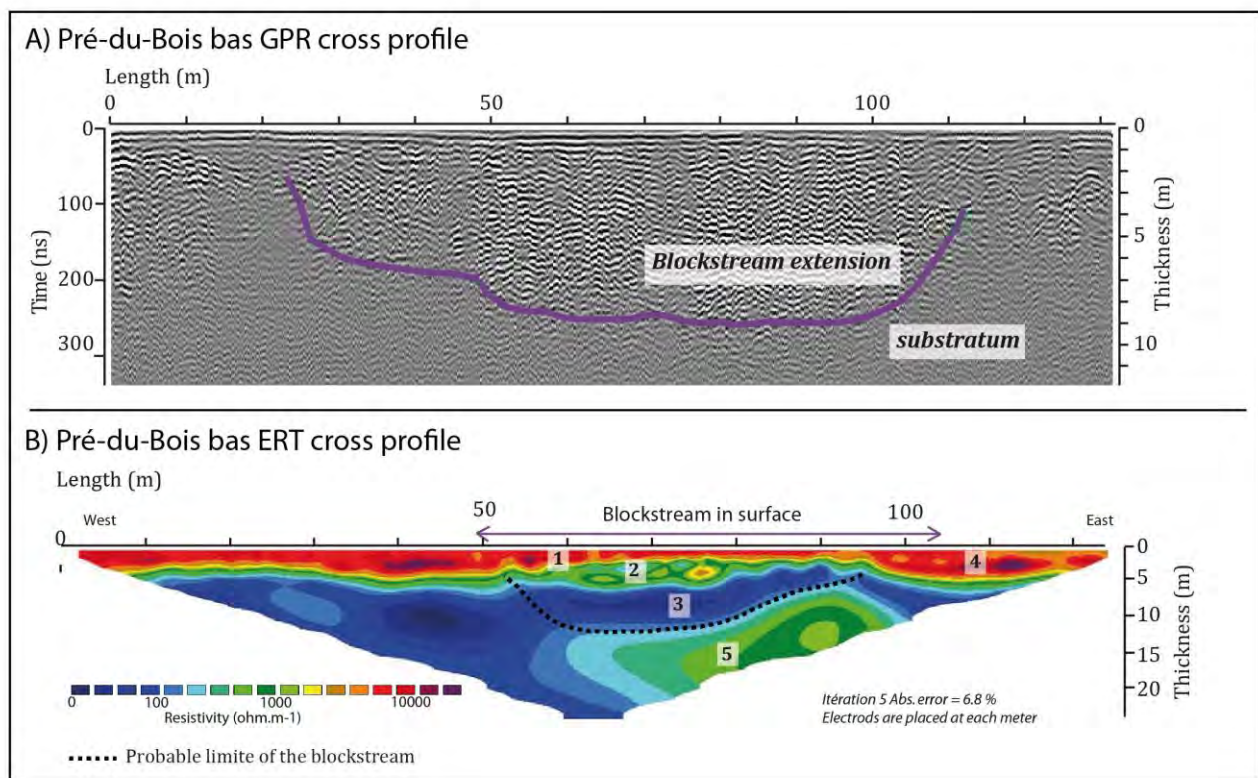 A) Pré-du-Bois bas GPR cross profile
Length (m)
0 50 100
0 0
100
5
200
10
300
Time (ns)
Thickness (m)
Blockstream extension
substratum
B) Pré-du-Bois bas ERT cross profile
Length (m)
50 Blockstream in surface 100
West East
0 0
1 4
2
5
3
10
5
15
20
Thickness (m)
0 100 1000 10000
Resistivity (ohm.m-1)
Itération 5 Abs. error = 6.8 %
Electrods are placed at each meter
Probable limite of the blockstream